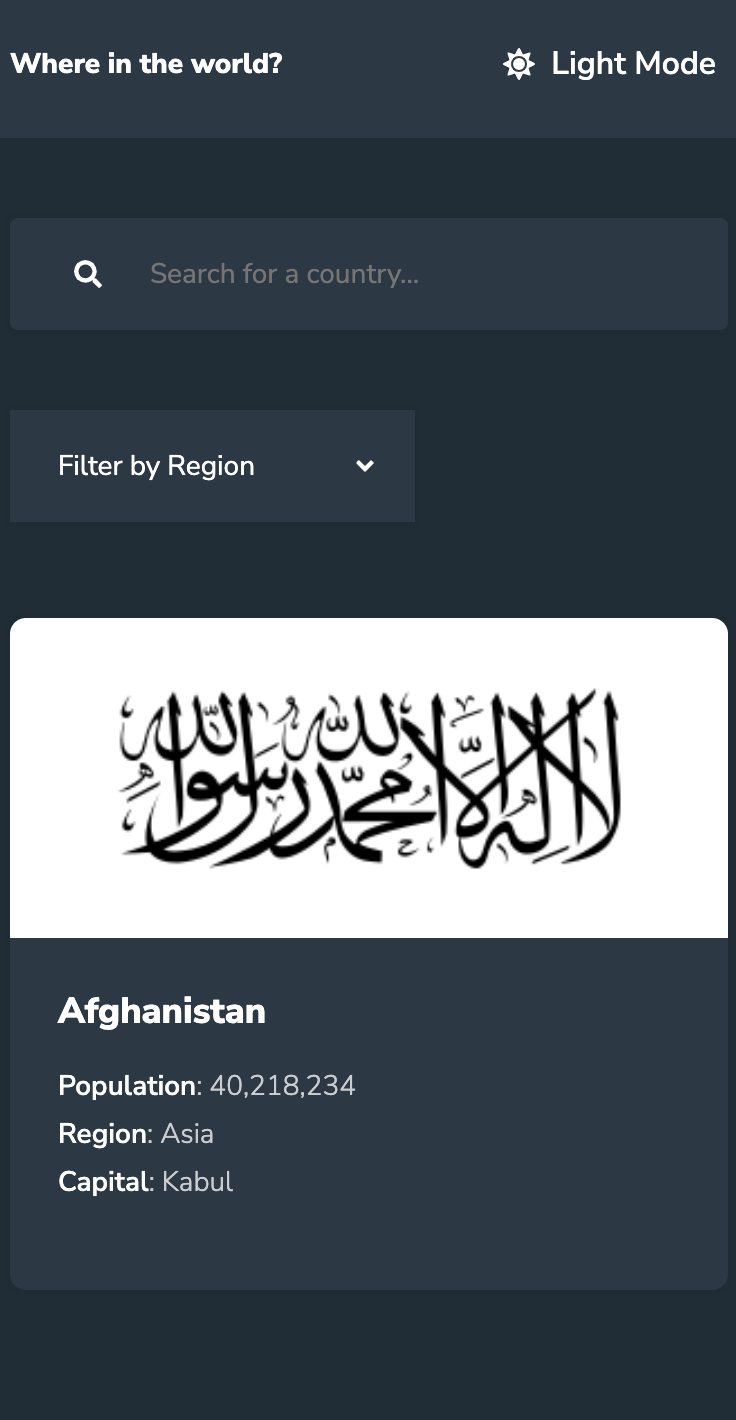 Where in the world?
Light Mode
Search for a country...
Filter by Region
لا إله إلا الله محمد رسول الله
Afghanistan
Population: 40,218,234
Region: Asia
Capital: Kabul